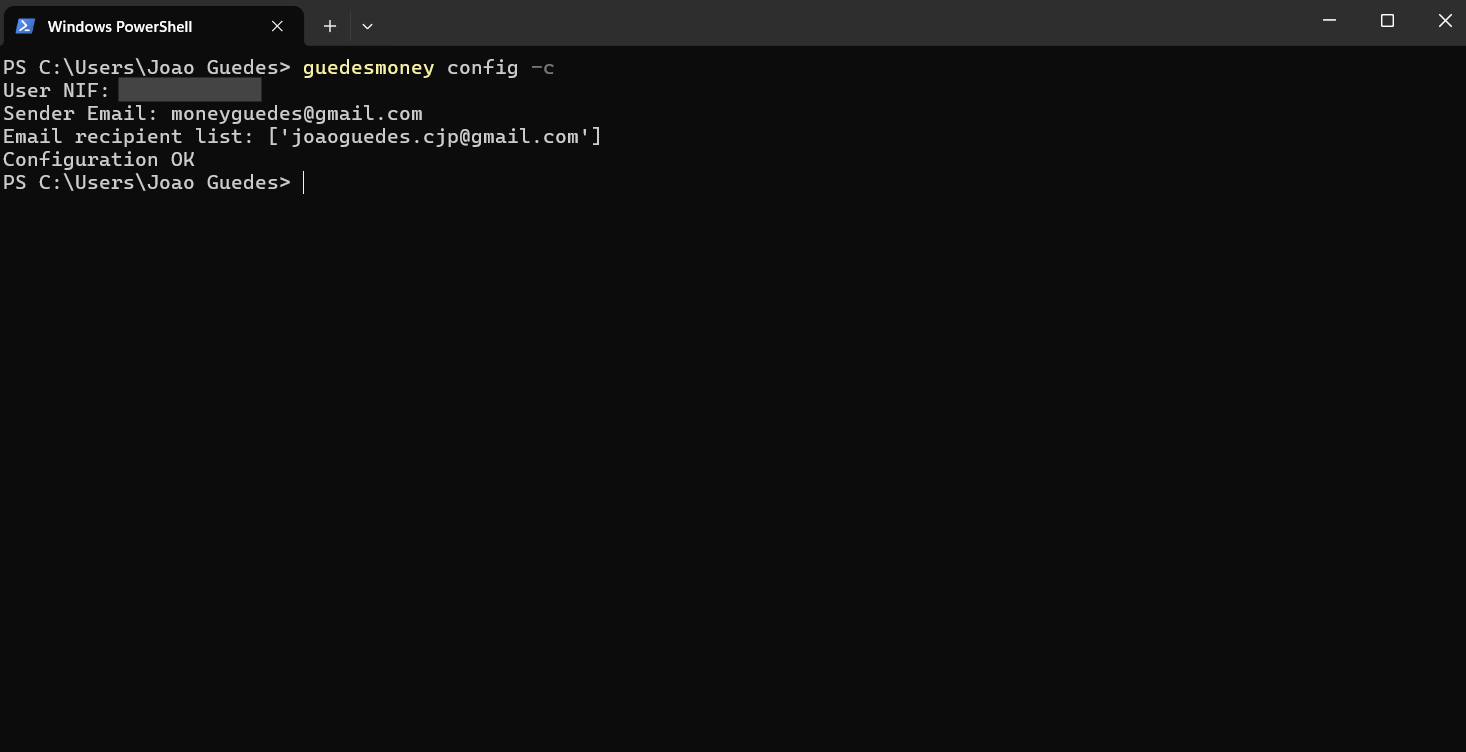 Windows PowerShell
PS C:\Users\Joao Guedes> guedesmoney config -c
User NIF:
Sender Email: moneyguedes@gmail.com
Email recipient list: ['joaoguedes.cjp@gmail.com']
Configuration OK
PS C:\Users\Joao Guedes>